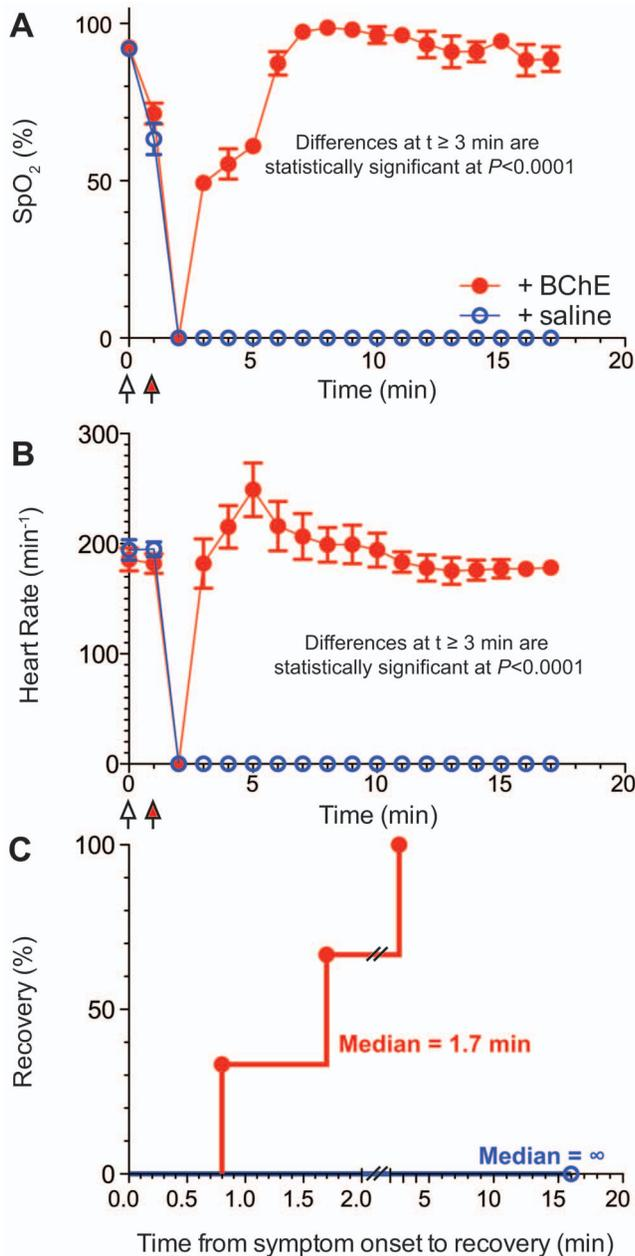 A
100
50
0
SpO2 (%)
Differences at t ≥ 3 min are
statistically significant at P<0.0001
+ BChE
+ saline
0 5 10 15 20
Time (min)
B
300
200
100
0
Heart Rate (min-1)
Differences at t ≥ 3 min are
statistically significant at P<0.0001
0 5 10 15 20
Time (min)
C
100
50
0
Recovery (%)
Median = 1.7 min
Median = ∞
0.0 0.5 1.0 1.5 2.0 5 10 15 20
Time from symptom onset to recovery (min)